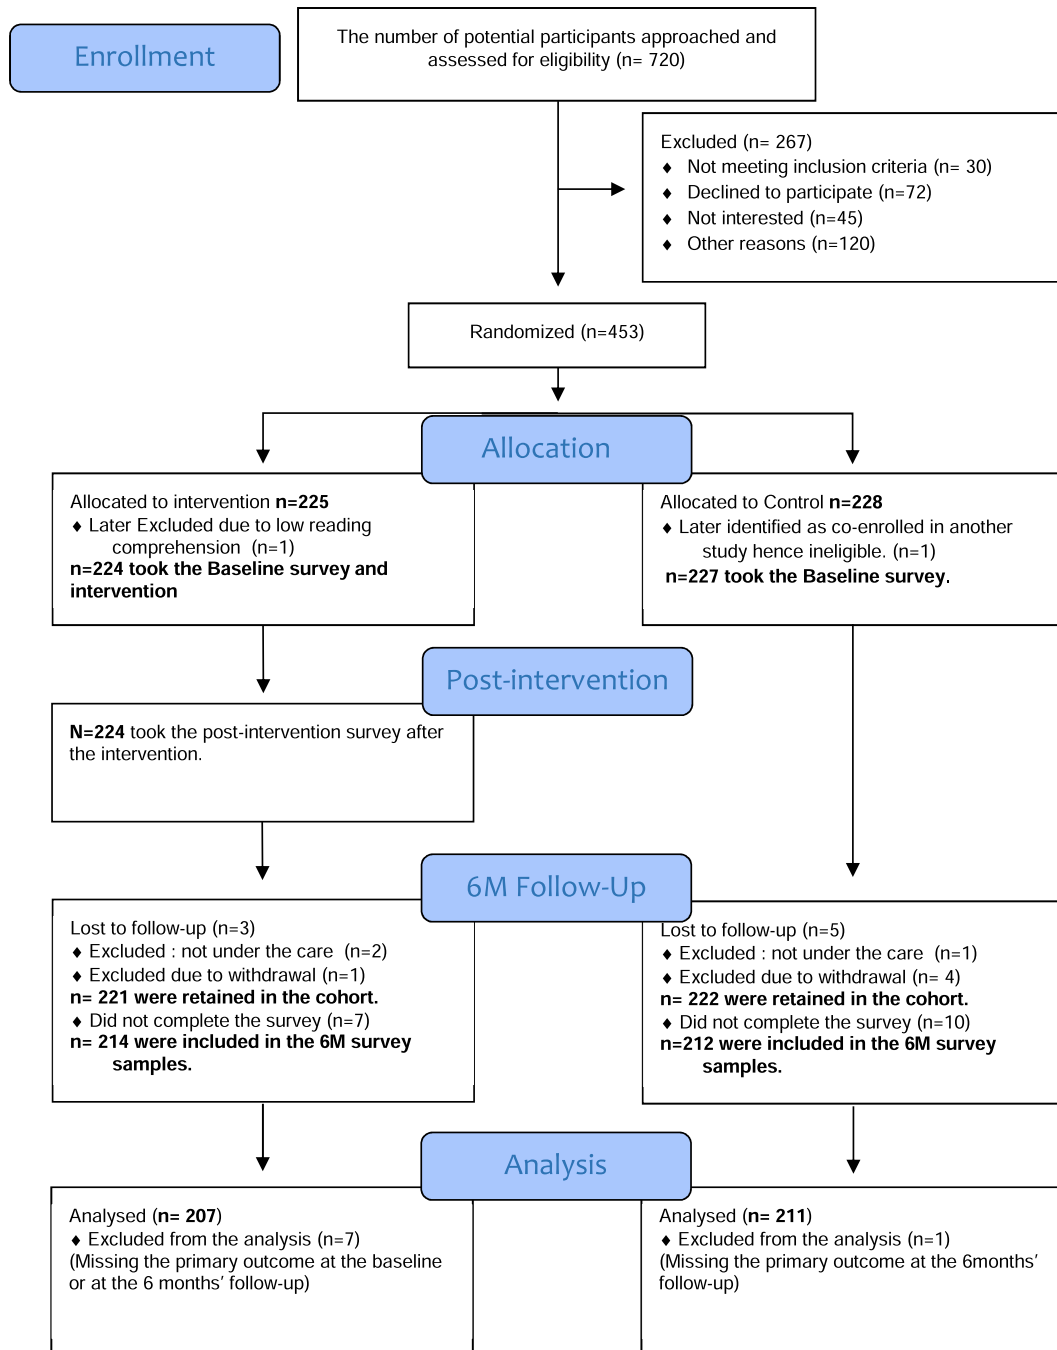 Enrollment
The number of potential participants approached and
assessed for eligibility (n= 720)
Excluded (n= 267)
♦ Not meeting inclusion criteria (n= 30)
♦ Declined to participate (n=72)
♦ Not interested (n=45)
♦ Other reasons (n=120)
Randomized (n=453)
Allocation
Allocated to intervention n=225
♦ Later Excluded due to low reading
comprehension (n=1)
n=224 took the Baseline survey and
intervention
Allocated to Control n=228
♦ Later identified as co-enrolled in another
study hence ineligible. (n=1)
n=227 took the Baseline survey.
Post-intervention
N=224 took the post-intervention survey after
the intervention.
6M Follow-Up
Lost to follow-up (n=3)
♦ Excluded : not under the care (n=2)
♦ Excluded due to withdrawal (n=1)
n= 221 were retained in the cohort.
♦ Did not complete the survey (n=7)
n= 214 were included in the 6M survey
samples.
Lost to follow-up (n=5)
♦ Excluded : not under the care (n=1)
♦ Excluded due to withdrawal (n= 4)
n= 222 were retained in the cohort.
♦ Did not complete the survey (n=10)
n=212 were included in the 6M survey
samples.
Analysis
Analysed (n= 207)
♦ Excluded from the analysis (n=7)
(Missing the primary outcome at the baseline
or at the 6 months’ follow-up)
Analysed (n= 211)
♦ Excluded from the analysis (n=1)
(Missing the primary outcome at the 6months’
follow-up)